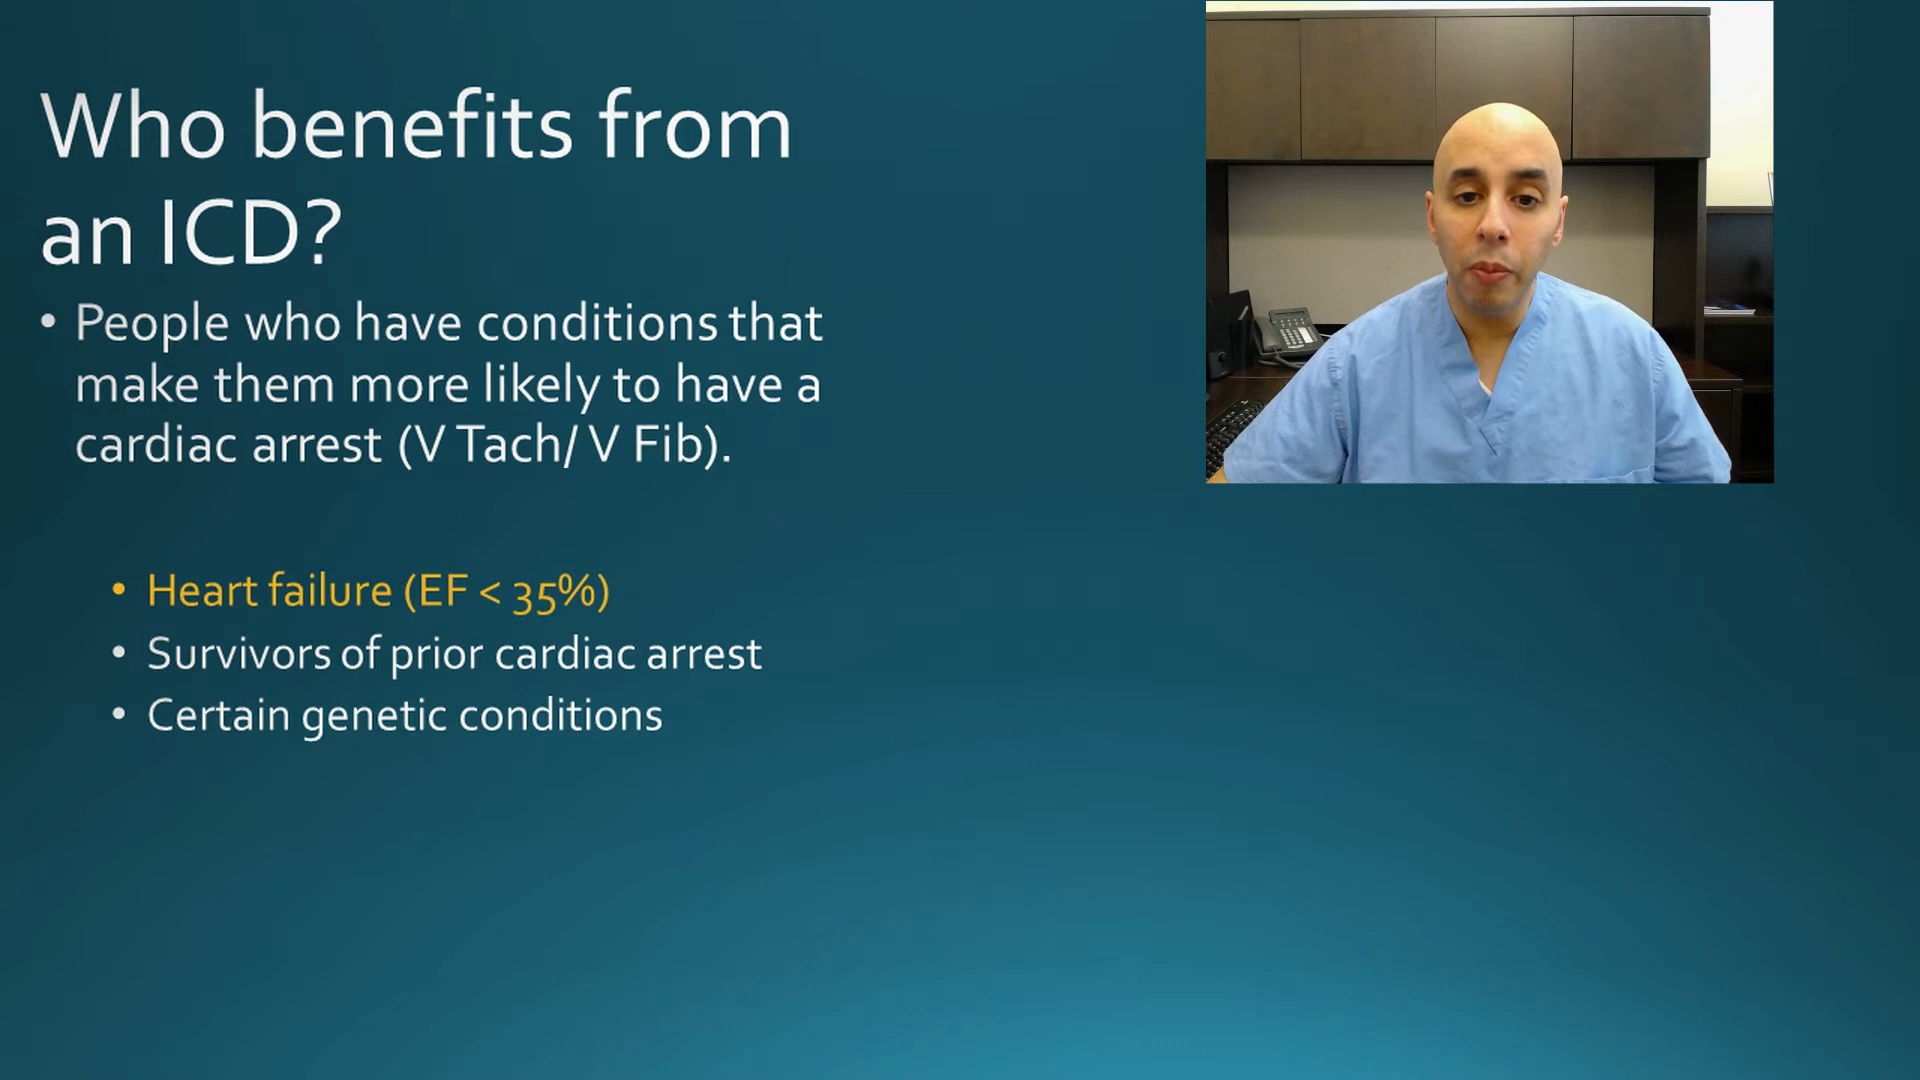 Who benefits from
an ICD?
• People who have conditions that
make them more likely to have a
cardiac arrest (V Tach/ V Fib).
• Heart failure (EF < 35%)
• Survivors of prior cardiac arrest
• Certain genetic conditions